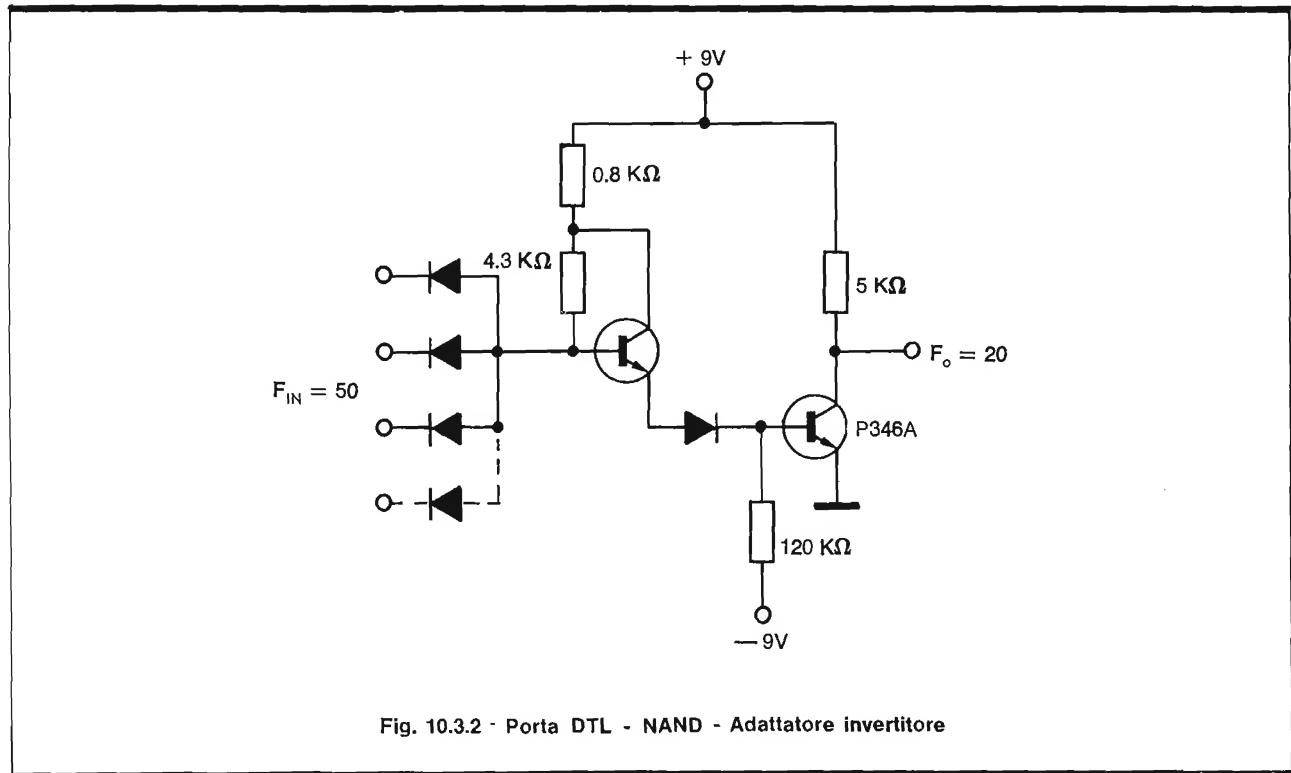 + 9V
0.8 KΩ
4.3 KΩ
5 KΩ
F_IN = 50
F_o = 20
P346A
120 KΩ
— 9V
Fig. 10.3.2 - Porta DTL - NAND - Adattatore invertitore